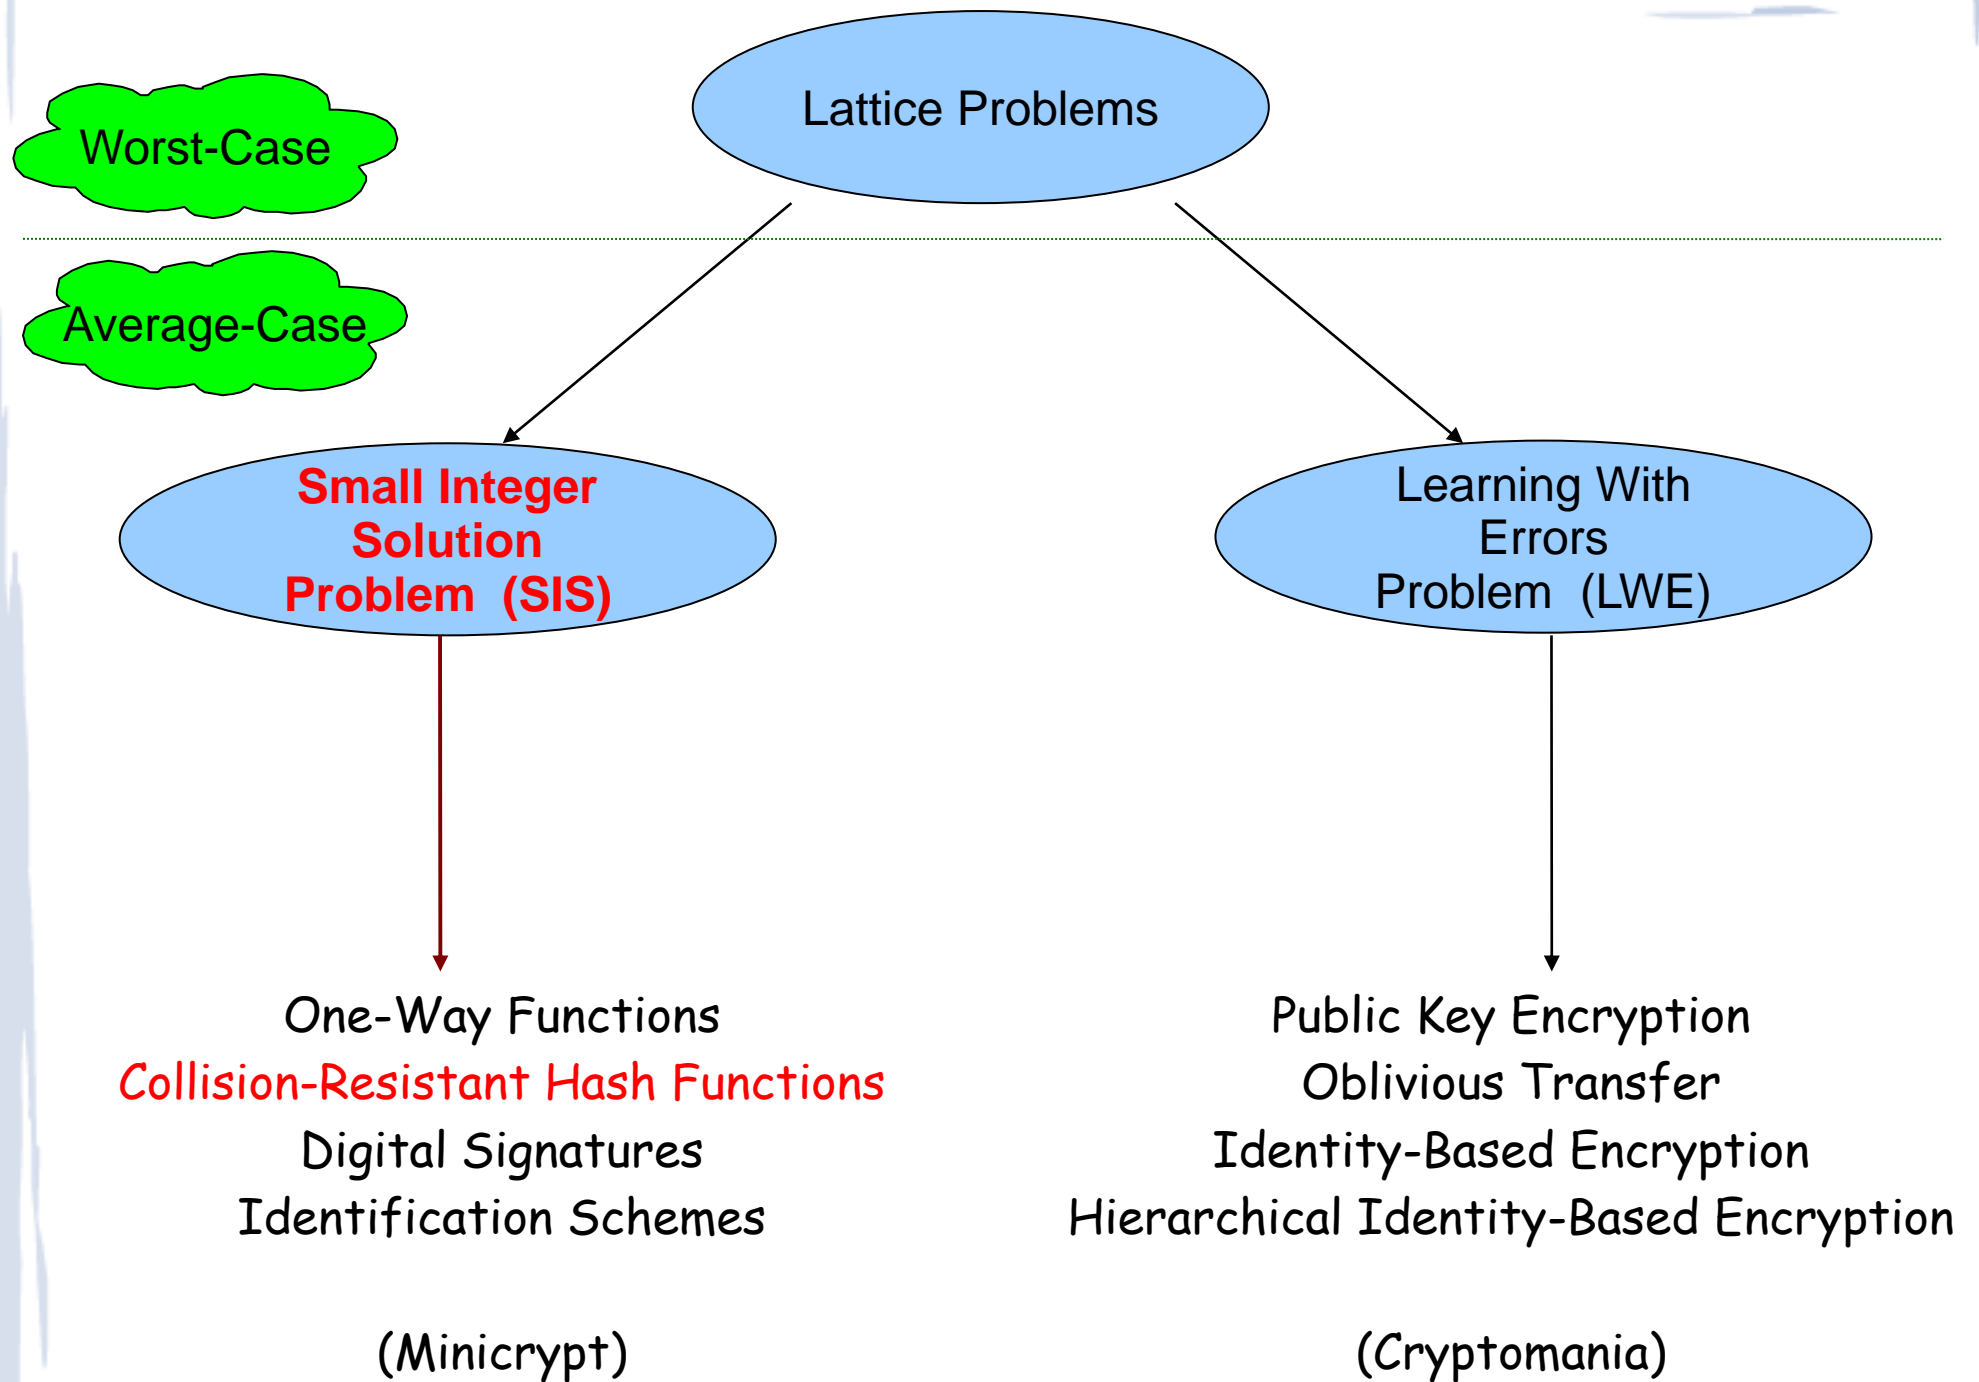 Lattice Problems
Worst-Case
Average-Case
Small Integer
Solution
Problem (SIS)
Learning With
Errors
Problem (LWE)
One-Way Functions
Collision-Resistant Hash Functions
Digital Signatures
Identification Schemes
(Minicrypt)
Public Key Encryption
Oblivious Transfer
Identity-Based Encryption
Hierarchical Identity-Based Encryption
(Cryptomania)